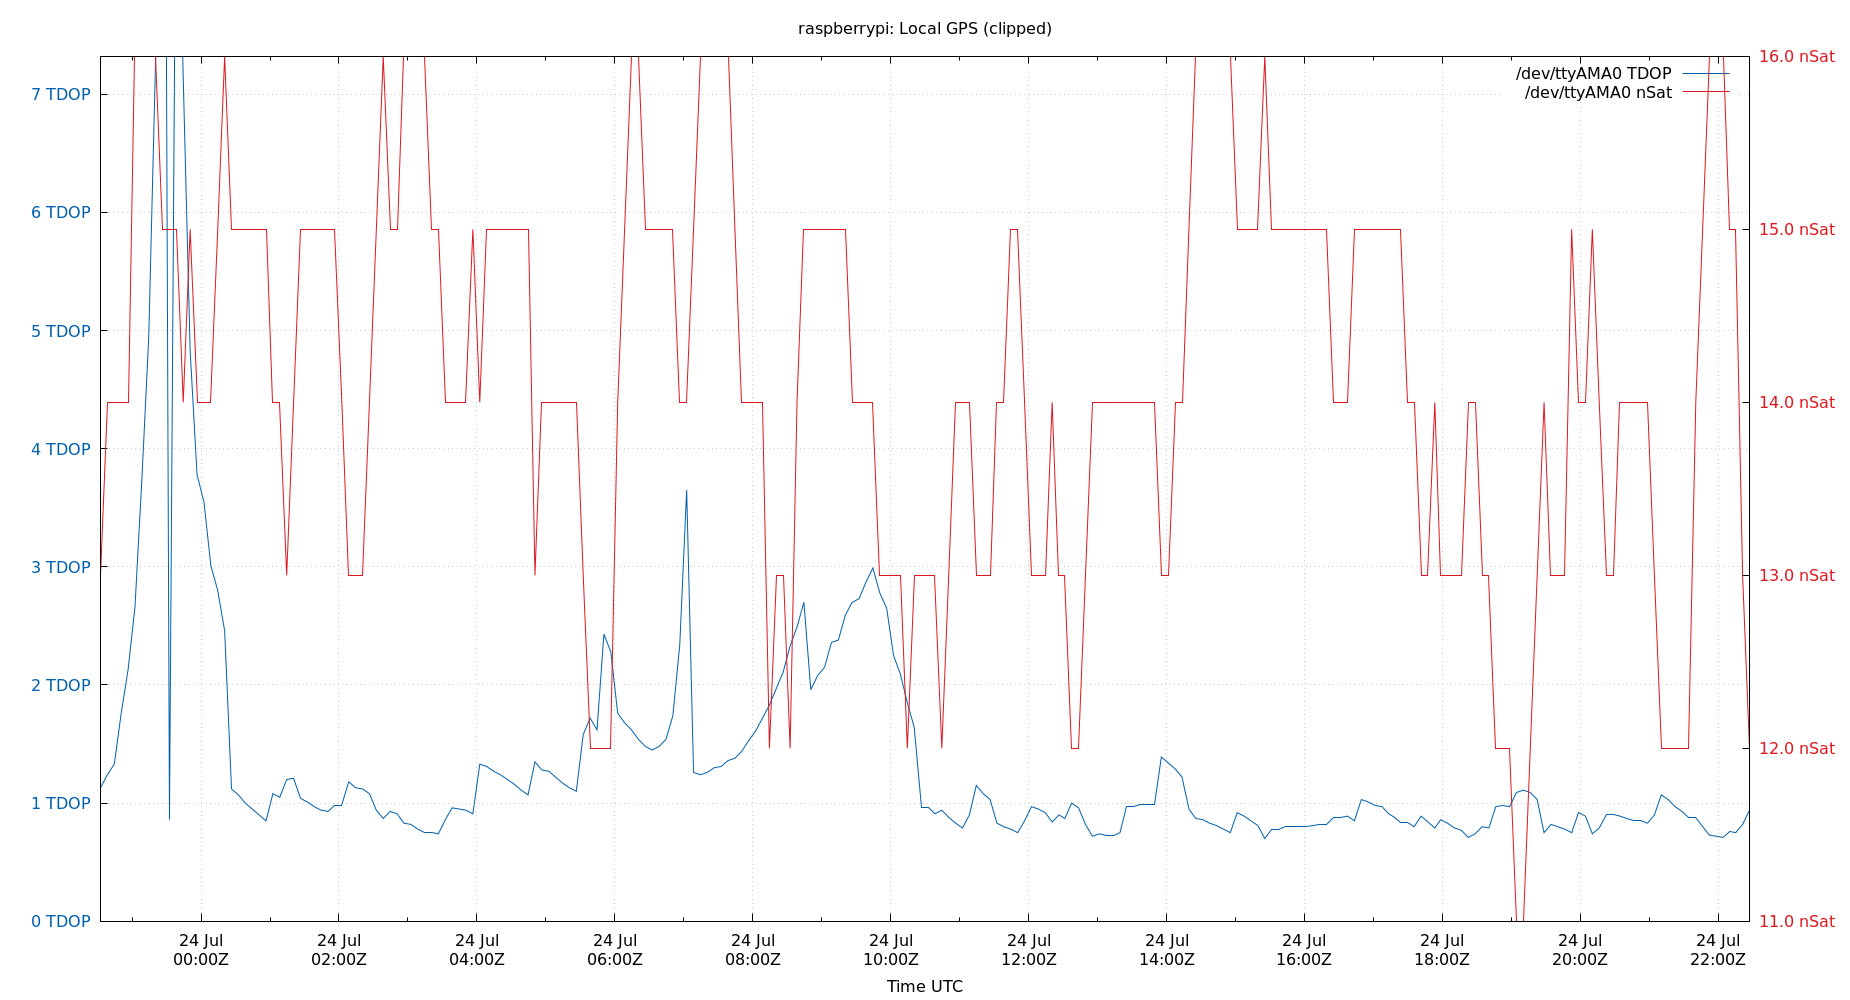 raspberrypi: Local GPS (clipped)
/dev/ttyAMA0 TDOP
/dev/ttyAMA0 nSat
7 TDOP
6 TDOP
5 TDOP
4 TDOP
3 TDOP
2 TDOP
1 TDOP
0 TDOP
16.0 nSat
15.0 nSat
14.0 nSat
13.0 nSat
12.0 nSat
11.0 nSat
24 Jul
00:00Z
24 Jul
02:00Z
24 Jul
04:00Z
24 Jul
06:00Z
24 Jul
08:00Z
24 Jul
10:00Z
24 Jul
12:00Z
24 Jul
14:00Z
24 Jul
16:00Z
24 Jul
18:00Z
24 Jul
20:00Z
24 Jul
22:00Z
Time UTC